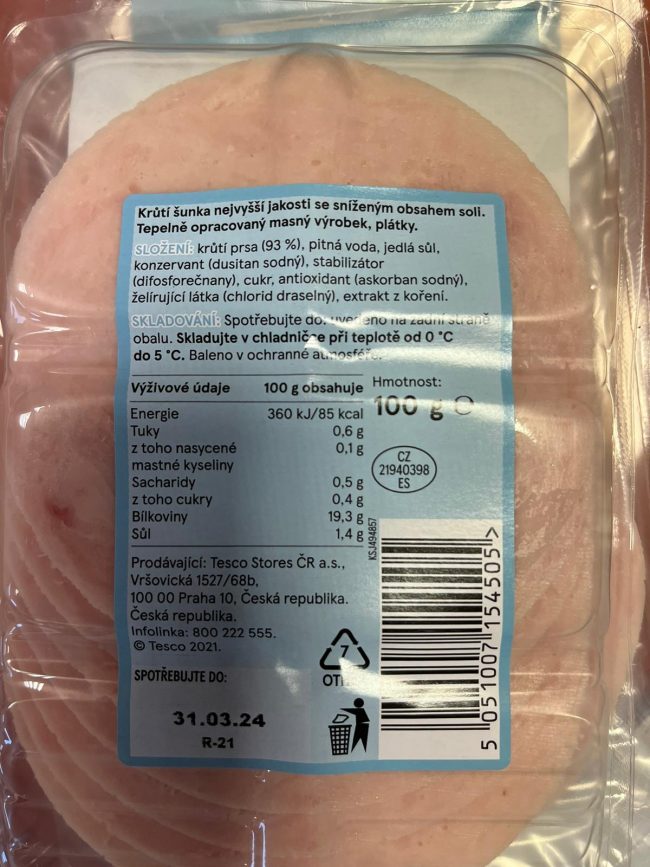 Krůtí šunka nejvyšší jakosti se sníženým obsahem soli.
Tepelně opracovaný masný výrobek, plátky.
SLOŽENÍ: krůtí prsa (93 %), pitná voda, jedlá sůl,
konzervant (dusitan sodný), stabilizátor
(difosforečnany), cukr, antioxidant (askorban sodný),
želírující látka (chlorid draselný), extrakt z koření.
SKLADOVÁNÍ: Spotřebujte do: uvedeno na zadní straně
obalu. Skladujte v chladničce při teplotě od 0 °C
do 5 °C. Baleno v ochranné atmosféře.
Výživové údaje 100 g obsahuje
Energie 360 kJ/85 kcal
Tuky 0,6 g
z toho nasycené 0,1 g
mastné kyseliny
Sacharidy 0,5 g
z toho cukry 0,4 g
Bílkoviny 19,3 g
Sůl 1,4 g
Hmotnost:
100 g ℮
CZ
21940398
ES
KSJ494857
Prodávající: Tesco Stores ČR a.s.,
Vršovická 1527/68b,
100 00 Praha 10, Česká republika.
Česká republika.
Infolinka: 800 222 555.
© Tesco 2021.
7
SPOTŘEBUJTE DO:
31.03.24
R-21
5 051007 154505 >